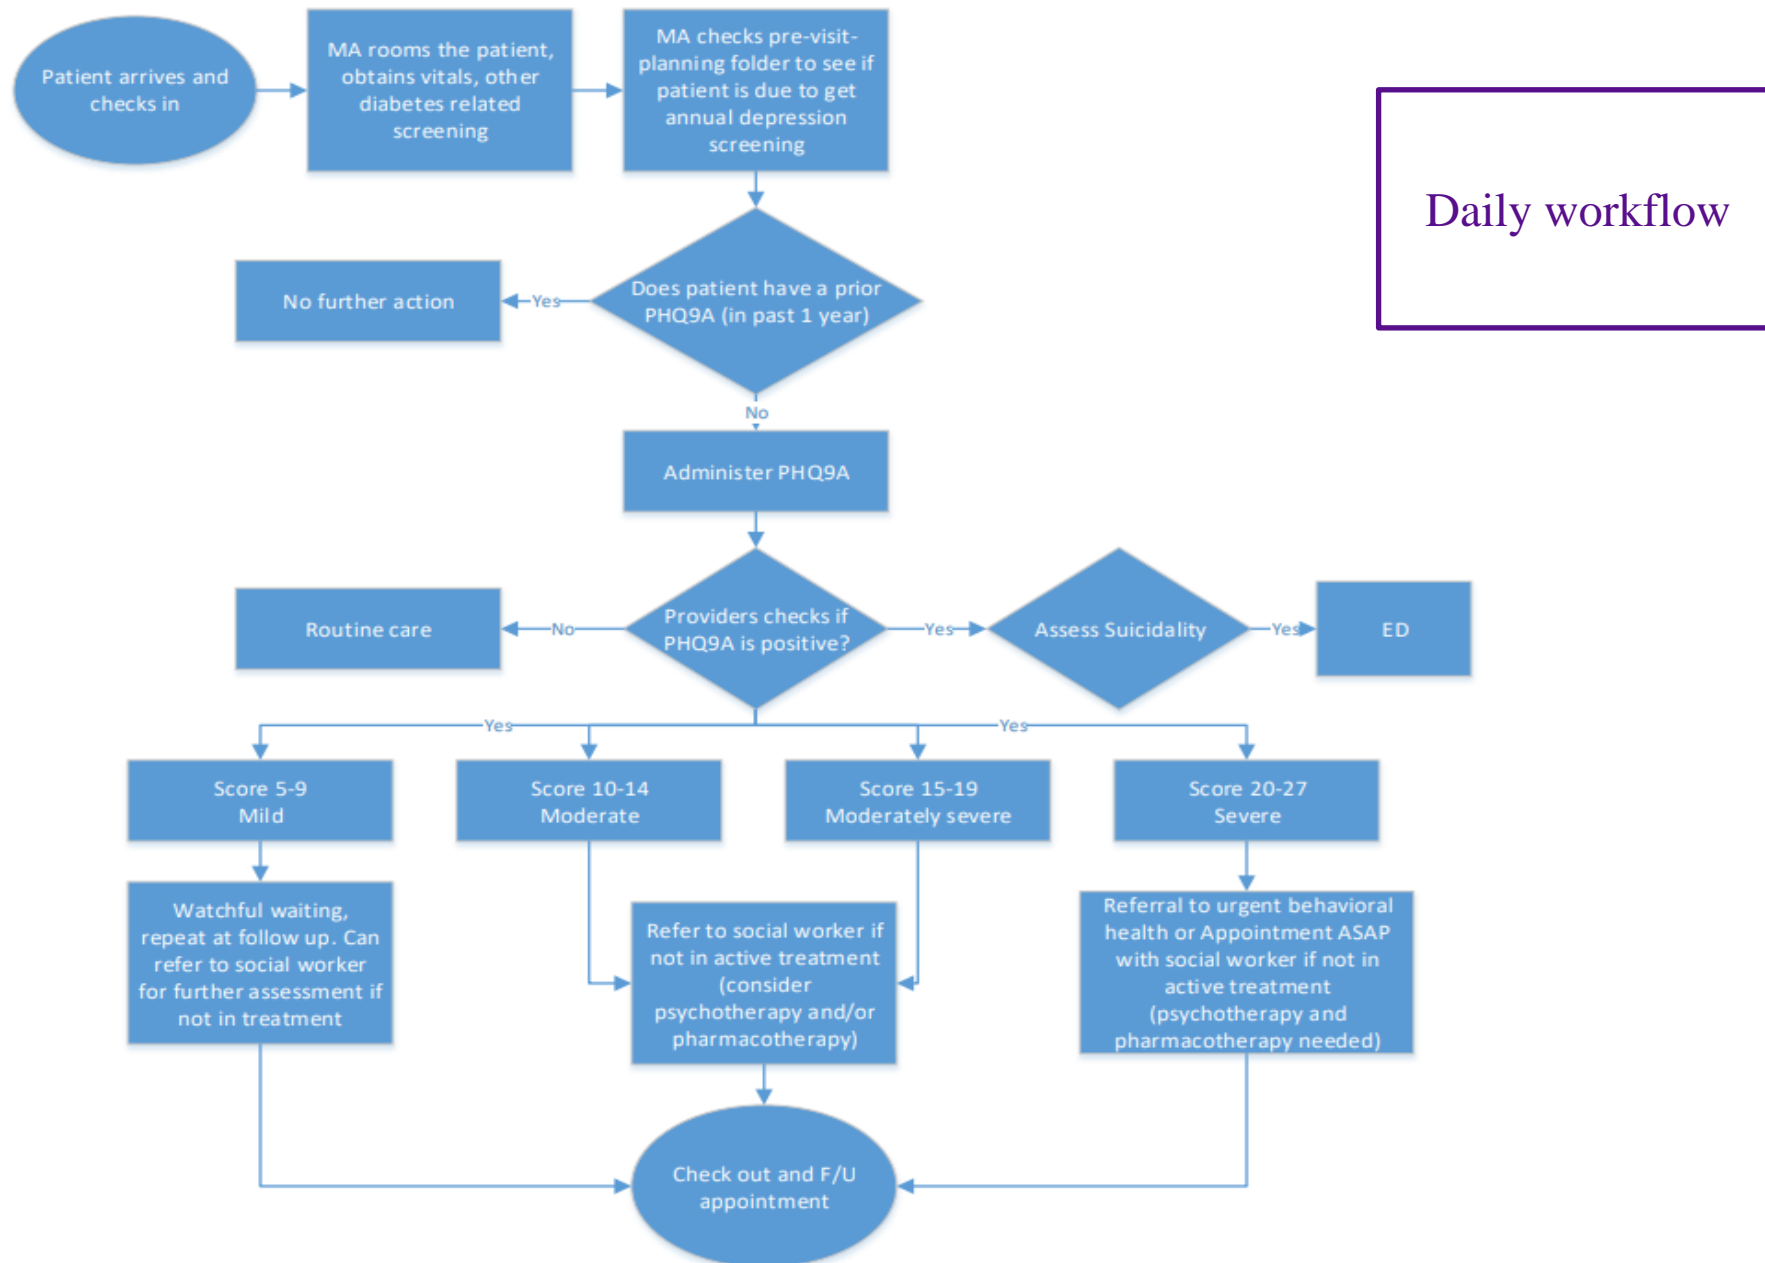 Patient arrives and
checks in
MA rooms the patient,
obtains vitals, other
diabetes related
screening
MA checks pre-visit-
planning folder to see if
patient is due to get
annual depression
screening
Daily workflow
No further action
Yes
Does patient have a prior
PHQ9A (in past 1 year)
No
Administer PHQ9A
Routine care
No
Providers checks if
PHQ9A is positive?
Yes
Assess Suicidality
Yes
ED
Yes
Yes
Score 5-9
Mild
Score 10-14
Moderate
Score 15-19
Moderately severe
Score 20-27
Severe
Watchful waiting,
repeat at follow up. Can
refer to social worker
for further assessment if
not in treatment
Refer to social worker if
not in active treatment
(consider
psychotherapy and/or
pharmacotherapy)
Referral to urgent behavioral
health or Appointment ASAP
with social worker if not in
active treatment
(psychotherapy and
pharmacotherapy needed)
Check out and F/U
appointment